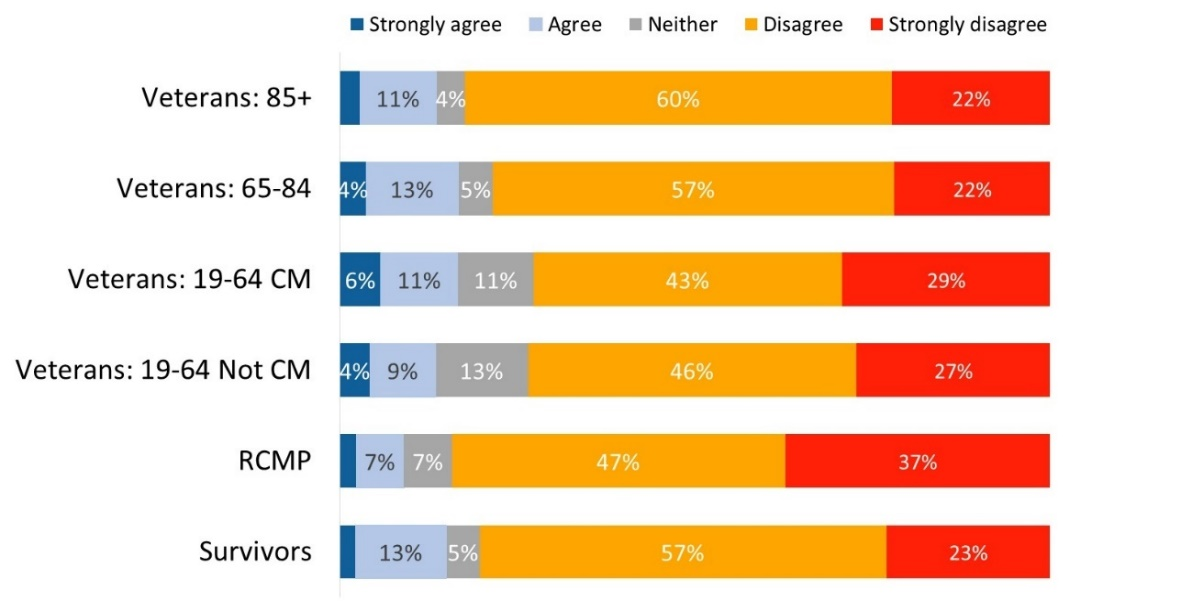 Strongly agree Agree Neither Disagree Strongly disagree
Veterans: 85+ 11% 4% 60% 22%
Veterans: 65-84 4% 13% 5% 57% 22%
Veterans: 19-64 CM 6% 11% 11% 43% 29%
Veterans: 19-64 Not CM 4% 9% 13% 46% 27%
RCMP 7% 7% 47% 37%
Survivors 13% 5% 57% 23%